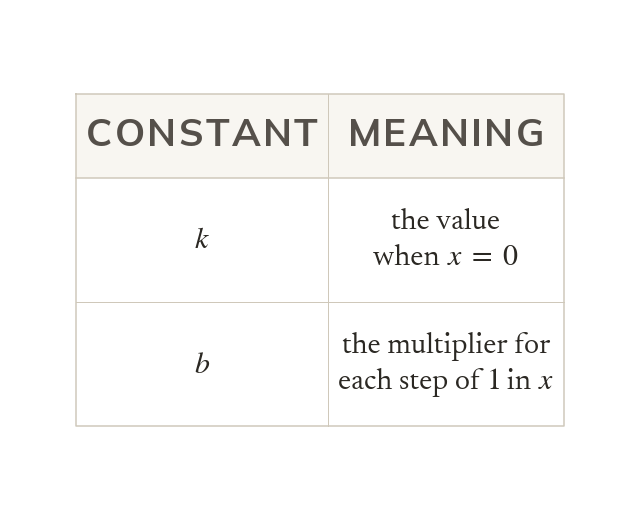 CONSTANT MEANING
k
the value
when x = 0
b
the multiplier for
each step of 1 in x